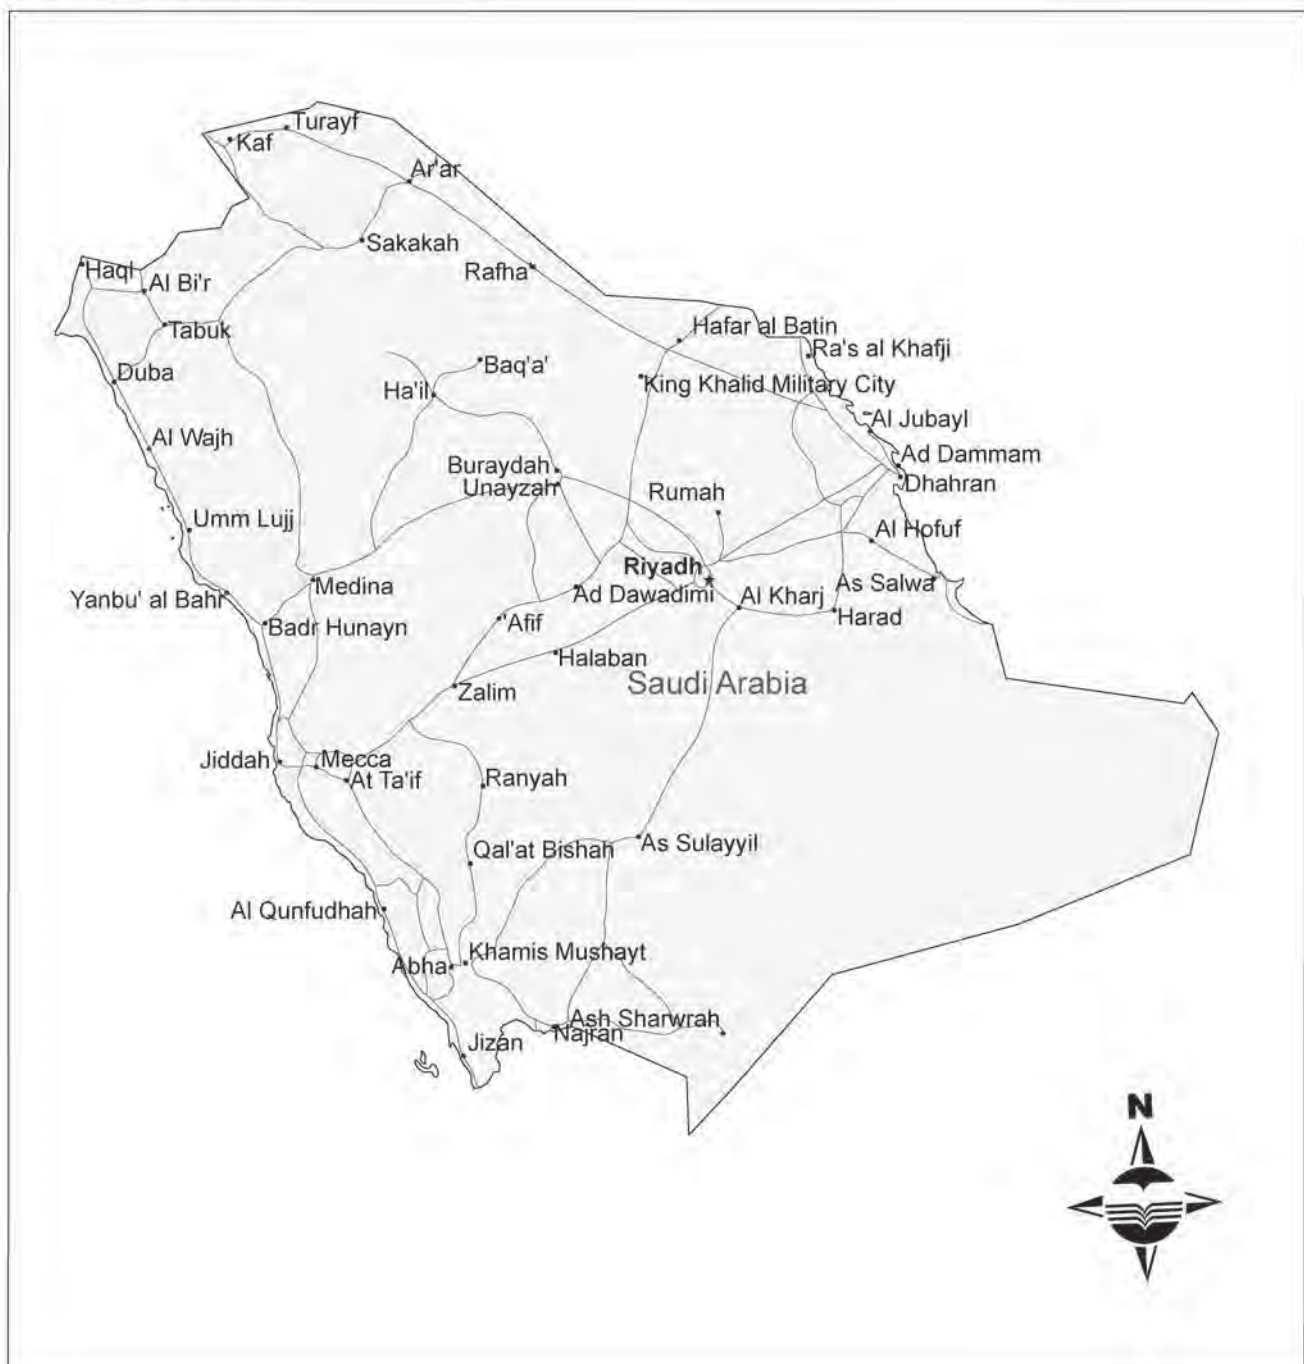 Turayf
Kaf
Ar'ar
Sakakah
Rafha'
Haql
Al Bi'r
Tabuk
Hafar al Batin
Ra's al Khafji
Baq'a'
Duba
Ha'il
King Khalid Military City
Al Jubayl
Al Wajh
Ad Dammam
Buraydah
Dhahran
Unayzah
Rumah
Umm Lujj
Al Hofuf
Riyadh
Medina
As Salwa
Yanbu' al Bahr
Ad Dawadimi
Al Kharj
Harad
Badr Hunayn
'Afif
Halaban
Saudi Arabia
Zalim
Jiddah
Mecca
At Ta'if
Ranyah
As Sulayyil
Qal'at Bishah
Al Qunfudhah
Khamis Mushayt
Abha
Ash Sharwrah
Najran
Jizan
N